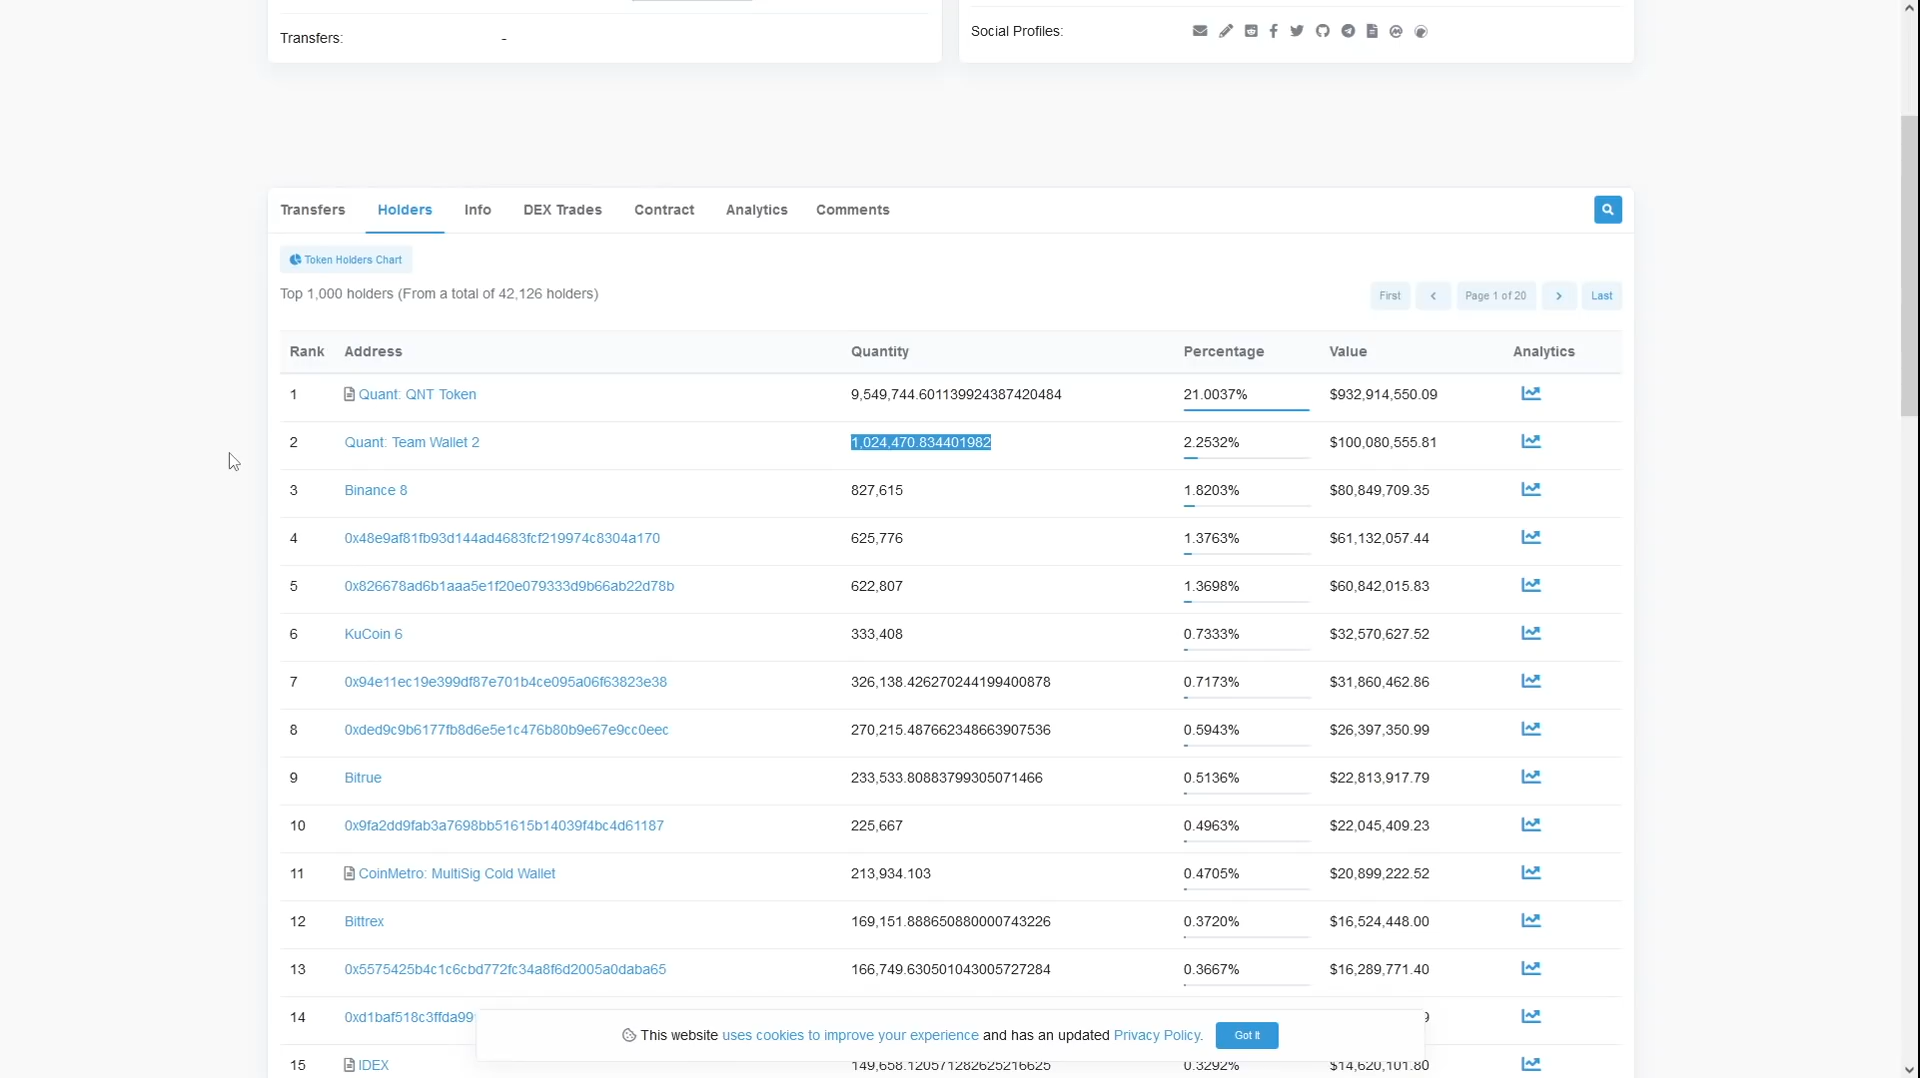 Transfers:
-
Social Profiles:
Transfers Holders Info DEX Trades Contract Analytics Comments
Token Holders Chart
Top 1,000 holders (From a total of 42,126 holders)
First Page 1 of 20 Last
Rank Address Quantity Percentage Value Analytics
1 Quant: QNT Token 9,549,744.601139924387420484 21.0037% $932,914,550.09
2 Quant: Team Wallet 2 1,024,470.834401982 2.2532% $100,080,555.81
3 Binance 8 827,615 1.8203% $80,849,709.35
4 0x48e9af81fb93d144ad4683fcf219974c8304a170 625,776 1.3763% $61,132,057.44
5 0x826678ad6b1aaa5e1f20e079333d9b66ab22d78b 622,807 1.3698% $60,842,015.83
6 KuCoin 6 333,408 0.7333% $32,570,627.52
7 0x94e11ec19e399df87e701b4ce095a06f63823e38 326,138.426270244199400878 0.7173% $31,860,462.86
8 0xded9c9b6177fb8d6e5e1c476b80b9e67e9cc0eec 270,215.487662348663907536 0.5943% $26,397,350.99
9 Bitrue 233,533.80883799305071466 0.5136% $22,813,917.79
10 0x9fa2dd9fab3a7698bb51615b14039f4bc4d61187 225,667 0.4963% $22,045,409.23
11 CoinMetro: MultiSig Cold Wallet 213,934.103 0.4705% $20,899,222.52
12 Bittrex 169,151.888650880000743226 0.3720% $16,524,448.00
13 0x5575425b4c1c6cbd772fc34a8f6d2005a0daba65 166,749.630501043005727284 0.3667% $16,289,771.40
14 0xd1baf518c3ffda99 9
This website uses cookies to improve your experience and has an updated Privacy Policy. Got It
15 IDEX 149,658.120571282625216625 0.3292% $14,620,101.80